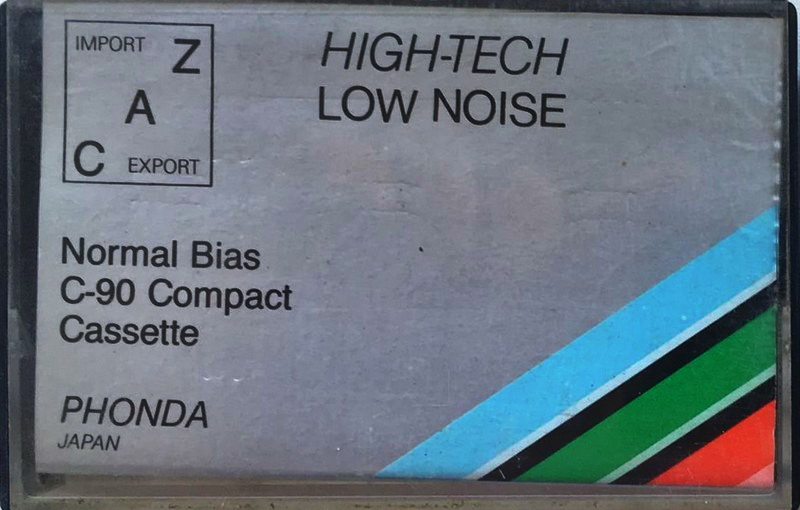 IMPORT Z
A
C EXPORT
HIGH-TECH
LOW NOISE
Normal Bias
C-90 Compact
Cassette
PHONDA
JAPAN